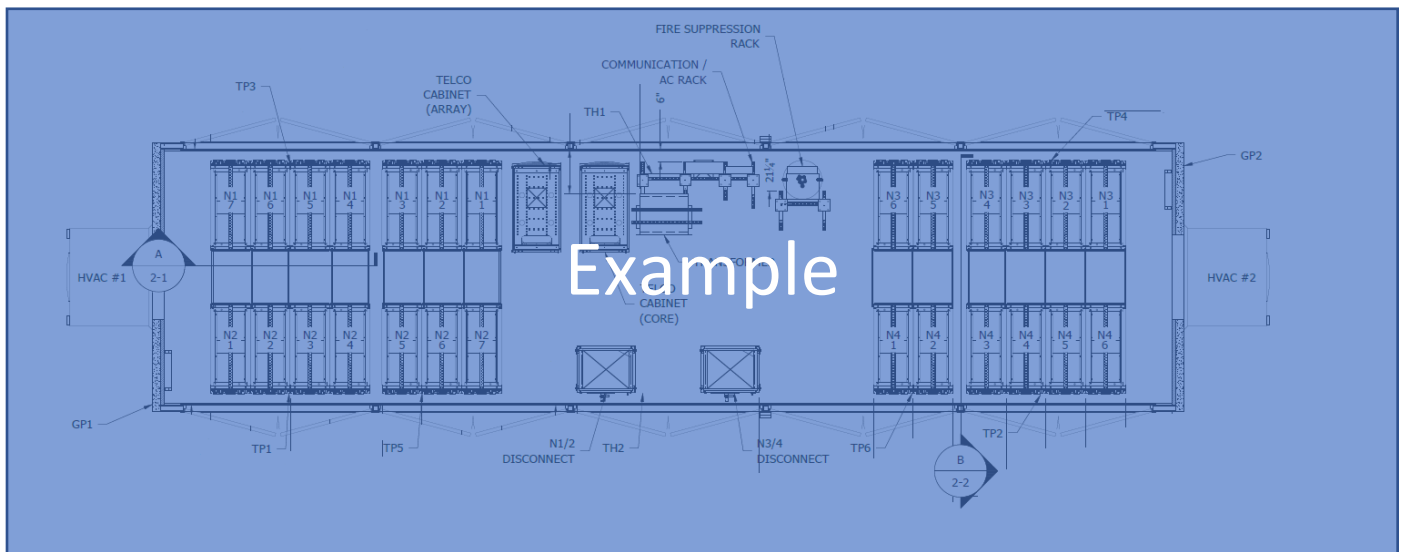 FIRE SUPPRESSION
RACK
COMMUNICATION /
AC RACK
TELCO
CABINET
(ARRAY)
TP3
6"
TH1
TP4
21¼"
GP2
N1 7
N1 6
N1 5
N1 4
N1 3
N1 2
N1 1
N3 6
N3 5
N3 4
N3 3
N3 2
N3 1
A
2-1
HVAC #1
Example
HVAC #2
CABINET
(CORE)
N2 1
N2 2
N2 3
N2 4
N2 5
N2 6
N2 7
N4 1
N4 2
N4 3
N4 4
N4 5
N4 6
GP1
TP1
TP5
N1/2
DISCONNECT
TH2
N3/4
DISCONNECT
TP6
TP2
B
2-2